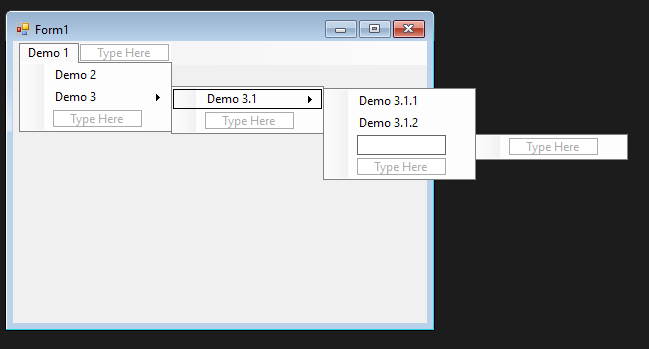 Form1
Demo 1
Type Here
Demo 2
Demo 3
Type Here
Demo 3.1
Type Here
Demo 3.1.1
Demo 3.1.2
Type Here
Type Here